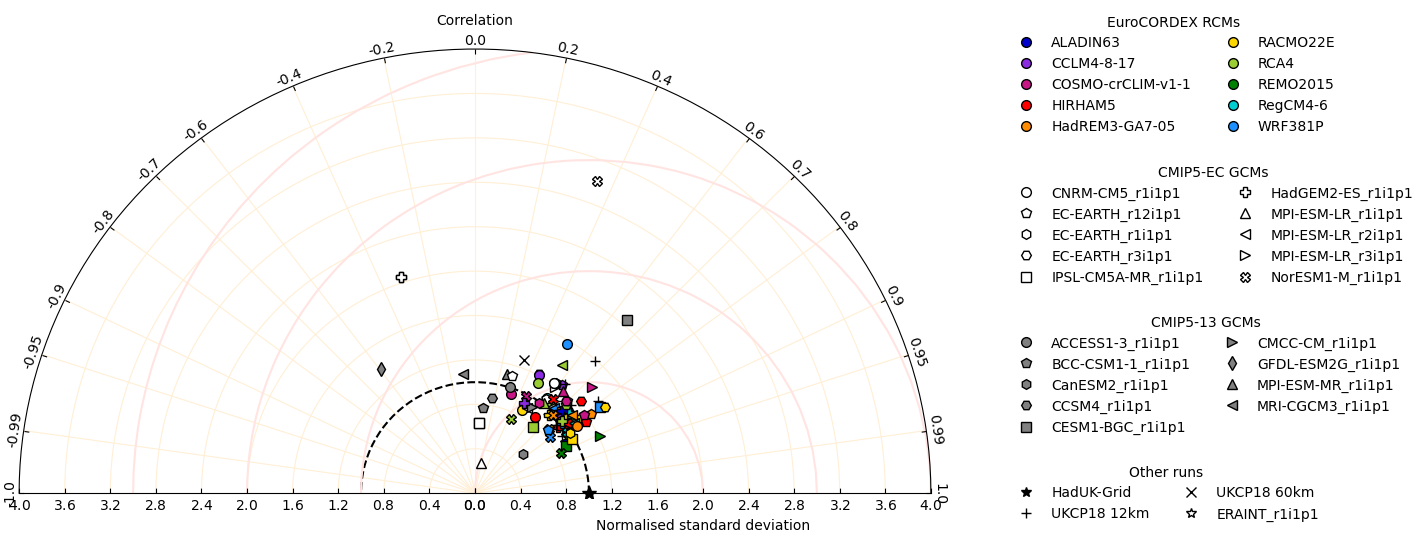 Correlation
-0.2
0.0
0.2
-0.4
0.4
-0.6
0.6
-0.7
0.7
-0.8
0.8
-0.9
0.9
-0.95
0.95
-0.99
0.99
1.0
1.0
4.0 3.6 3.2 2.8 2.4 2.0 1.6 1.2 0.8 0.4 0.0 0.4 0.8 1.2 1.6 2.0 2.4 2.8 3.2 3.6 4.0
Normalised standard deviation
EuroCORDEX RCMs
ALADIN63 RACMO22E
CCLM4-8-17 RCA4
COSMO-crCLIM-v1-1 REMO2015
HIRHAM5 RegCM4-6
HadREM3-GA7-05 WRF381P
CMIP5-EC GCMs
CNRM-CM5_r1i1p1 HadGEM2-ES_r1i1p1
EC-EARTH_r12i1p1 MPI-ESM-LR_r1i1p1
EC-EARTH_r1i1p1 MPI-ESM-LR_r2i1p1
EC-EARTH_r3i1p1 MPI-ESM-LR_r3i1p1
IPSL-CM5A-MR_r1i1p1 NorESM1-M_r1i1p1
CMIP5-13 GCMs
ACCESS1-3_r1i1p1 CMCC-CM_r1i1p1
BCC-CSM1-1_r1i1p1 GFDL-ESM2G_r1i1p1
CanESM2_r1i1p1 MPI-ESM-MR_r1i1p1
CCSM4_r1i1p1 MRI-CGCM3_r1i1p1
CESM1-BGC_r1i1p1
Other runs
HadUK-Grid UKCP18 60km
UKCP18 12km ERAINT_r1i1p1